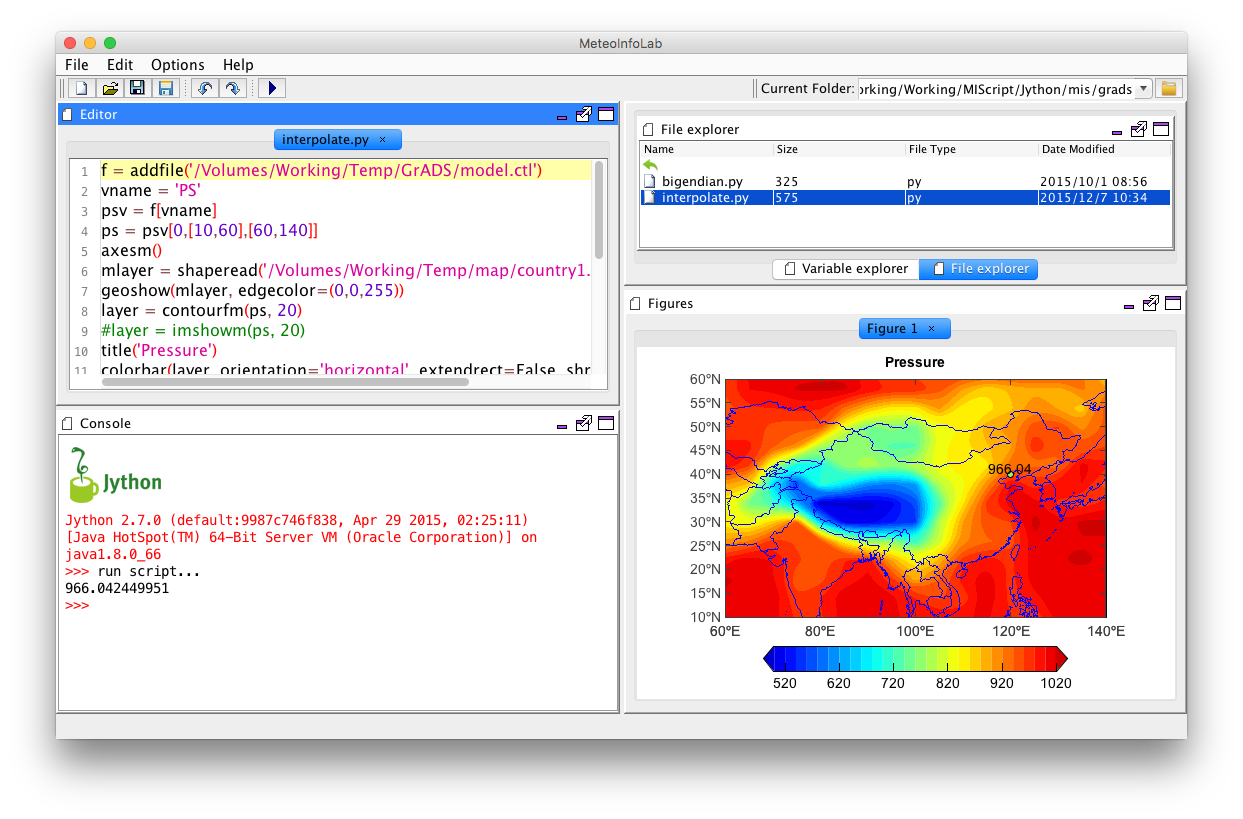 MeteoInfoLab
File Edit Options Help
Current Folder: orking/Working/MIScript/Jython/mis/grads
Editor
interpolate.py ×
1 f = addfile('/Volumes/Working/Temp/GrADS/model.ctl')
2 vname = 'PS'
3 psv = f[vname]
4 ps = psv[0,[10,60],[60,140]]
5 axesm()
6 mlayer = shaperead('/Volumes/Working/Temp/map/country1.
7 geoshow(mlayer, edgecolor=(0,0,255))
8 layer = contourfm(ps, 20)
9 #layer = imshowm(ps, 20)
10 title('Pressure')
11 colorbar(layer, orientation='horizontal', extendrect=False, shr
Console
Jython
Jython 2.7.0 (default:9987c746f838, Apr 29 2015, 02:25:11)
[Java HotSpot(TM) 64-Bit Server VM (Oracle Corporation)] on
java1.8.0_66
>>> run script...
966.042449951
>>>
File explorer
Name Size File Type Date Modified
bigendian.py 325 py 2015/10/1 08:56
interpolate.py 575 py 2015/12/7 10:34
Variable explorer File explorer
Figures
Figure 1 ×
Pressure
60°N
55°N
50°N
45°N
40°N
35°N
30°N
25°N
20°N
15°N
10°N
966.04
60°E 80°E 100°E 120°E 140°E
520 620 720 820 920 1020